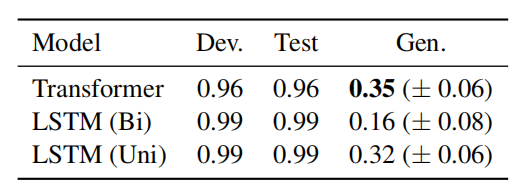 Model Dev. Test Gen.
Transformer 0.96 0.96 0.35 (± 0.06)
LSTM (Bi) 0.99 0.99 0.16 (± 0.08)
LSTM (Uni) 0.99 0.99 0.32 (± 0.06)